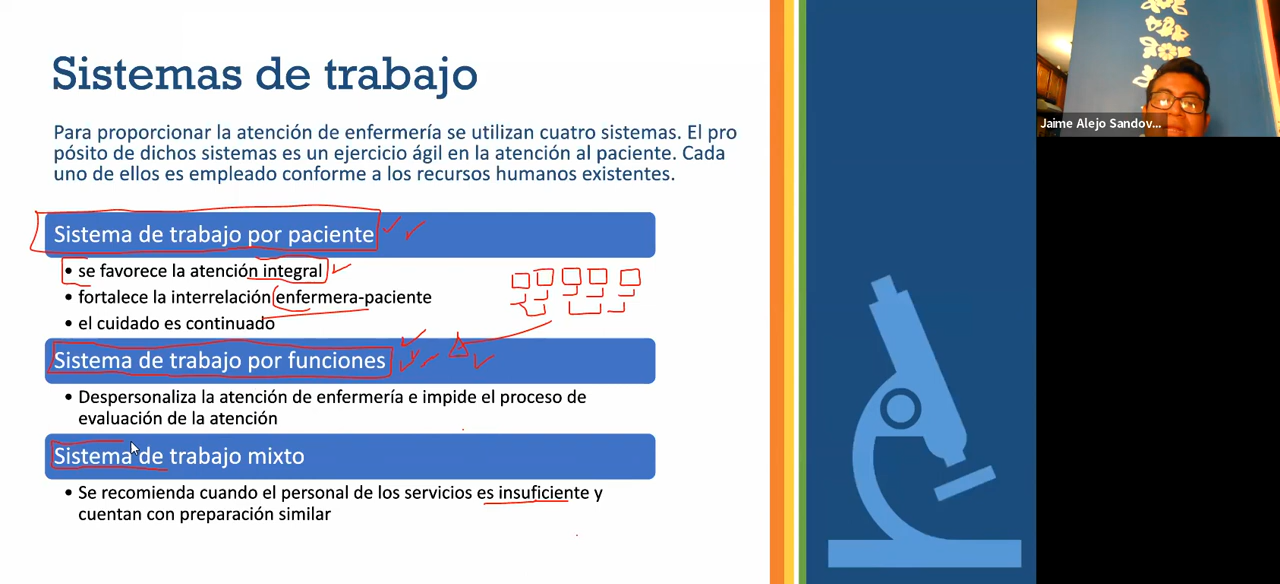 Sistemas de trabajo
Para proporcionar la atención de enfermería se utilizan cuatro sistemas. El pro
pósito de dichos sistemas es un ejercicio ágil en la atención al paciente. Cada
uno de ellos es empleado conforme a los recursos humanos existentes.
Sistema de trabajo por paciente
• se favorece la atención integral
• fortalece la interrelación enfermera-paciente
• el cuidado es continuado
Sistema de trabajo por funciones
• Despersonaliza la atención de enfermería e impide el proceso de
evaluación de la atención
Sistema de trabajo mixto
• Se recomienda cuando el personal de los servicios es insuficiente y
cuentan con preparación similar
Jaime Alejo Sandov...